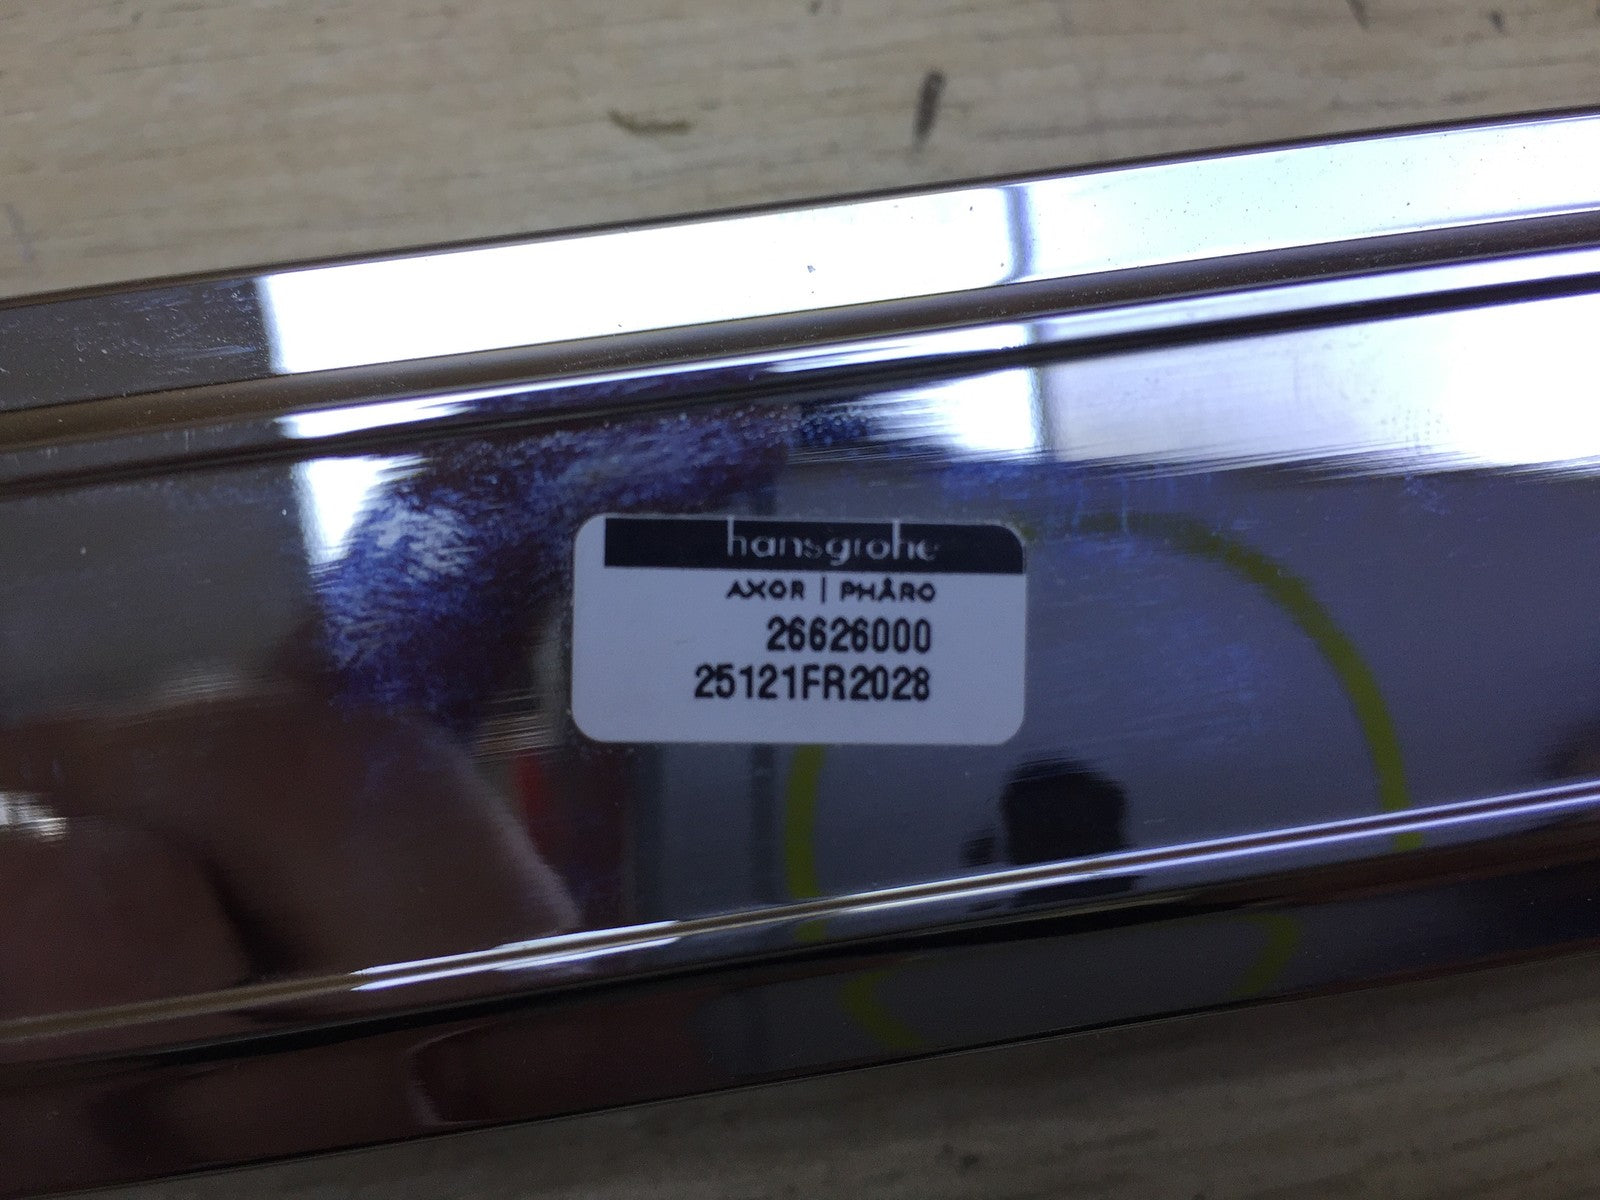 hansgrohe
AXOR | PHARO
26626000
25121FR2028